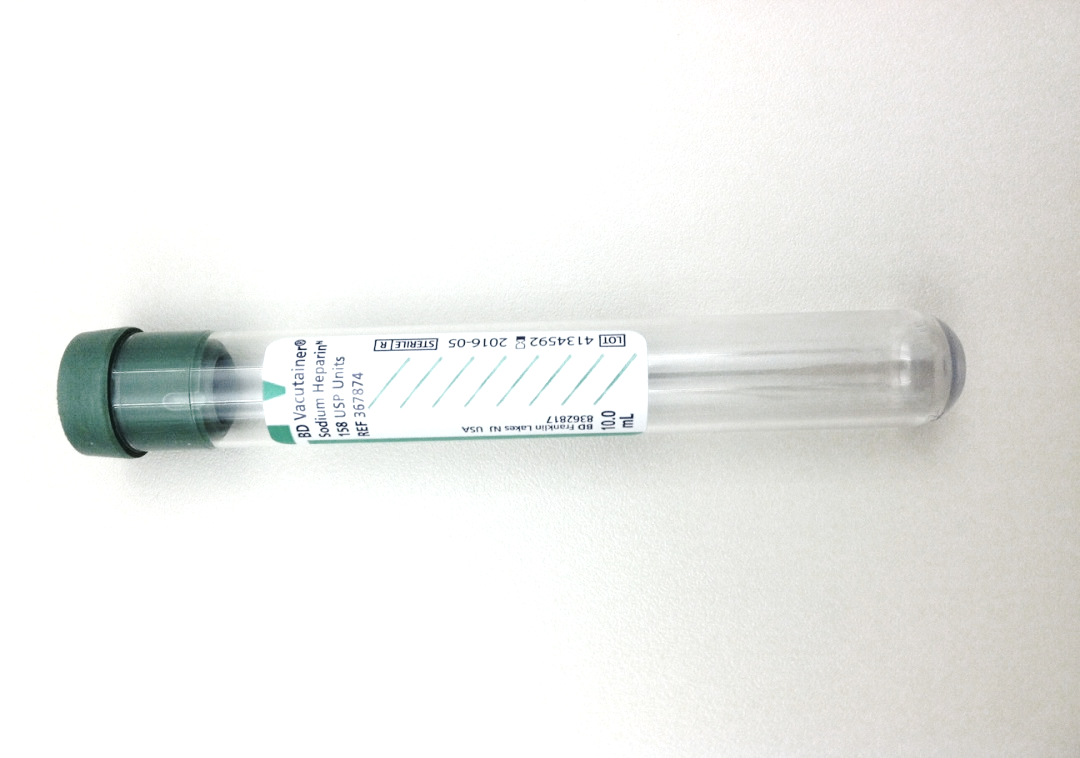 BD Vacutainer®
Sodium Heparinᴺ
158 USP Units
REF 367874
LOT 4134592 2016-05 STERILE R
10.0
mL
BD Franklin Lakes NJ USA
8362817